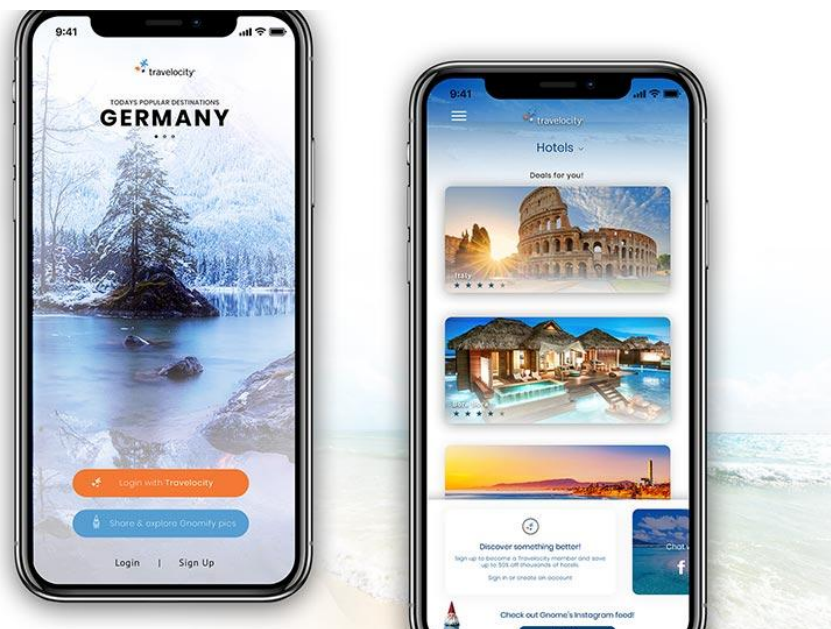 9:41
travelocity
TODAYS POPULAR DESTINATIONS
GERMANY
Login with Travelocity
Share & explore Gnomify pics
Login | Sign Up
9:41
travelocity
Hotels
Deals for you!
Italy
Discover something better!
Sign up to become a Travelocity member and save
up to 50% off thousands of hotels
Sign in or create an account
Chat
f
Check out Gnome's Instagram feed!